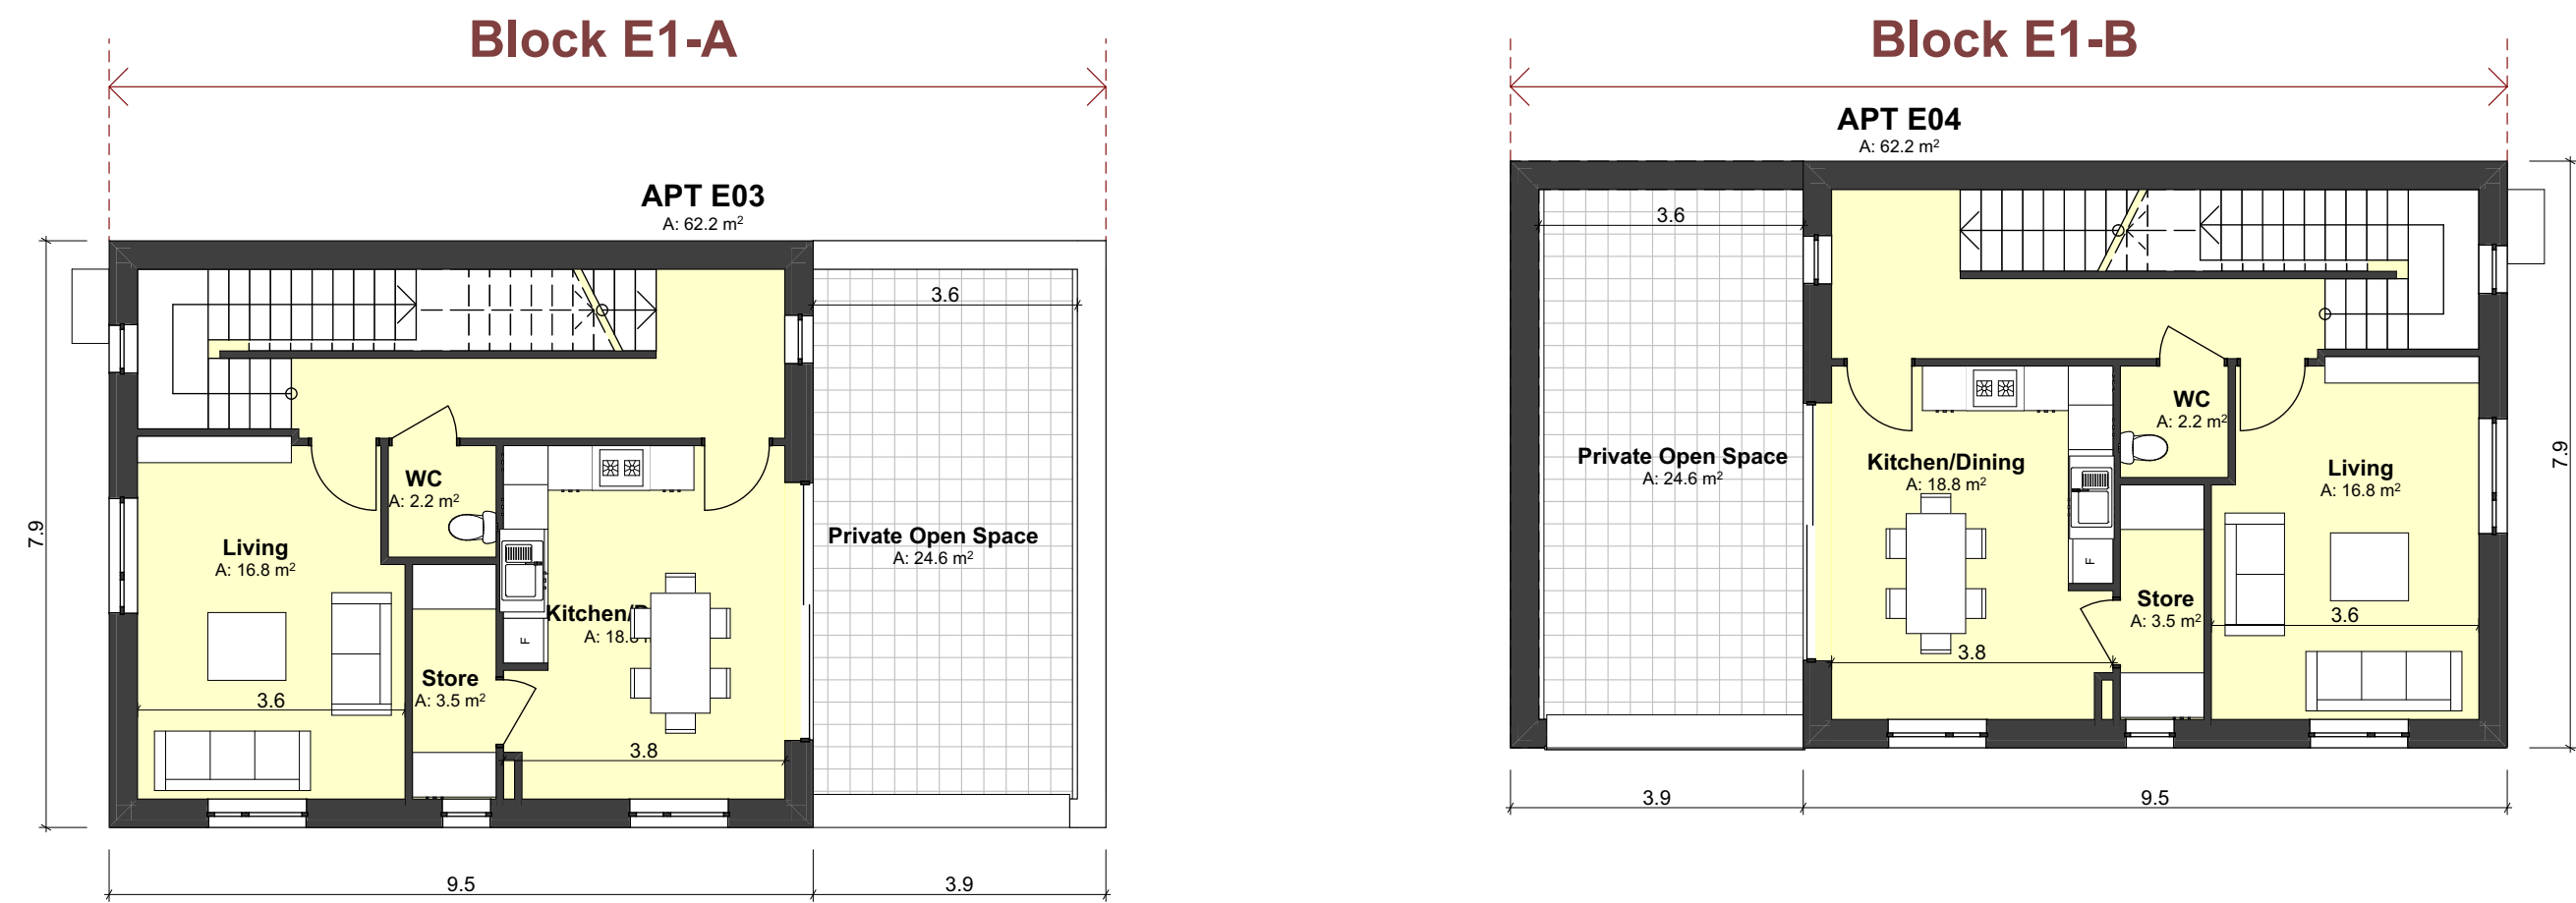 Block E1-A
APT E03
A: 62.2 m²
3.6
7.9
WC
A: 2.2 m²
Living
A: 16.8 m²
Private Open Space
A: 24.6 m²
Kitchen/
A: 18.
F
Store
A: 3.5 m²
3.6
3.8
9.5
3.9
Block E1-B
APT E04
A: 62.2 m²
3.6
WC
A: 2.2 m²
Private Open Space
A: 24.6 m²
Kitchen/Dining
A: 18.8 m²
Living
A: 16.8 m²
7.9
F
Store
A: 3.5 m²
3.6
3.8
3.9
9.5